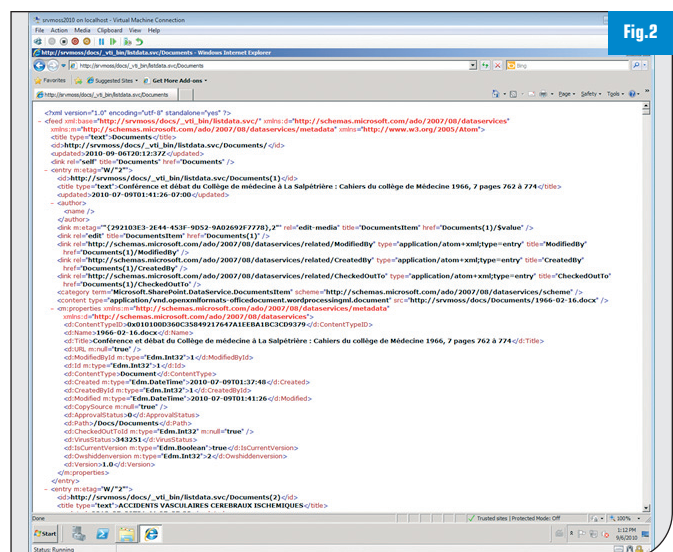 Fig.2
srvmoss2010 on localhost - Virtual Machine Connection
File Action Media Clipboard View Help
http://srvmoss/docs/_vti_bin/listdata.svc/Documents - Windows Internet Explorer
http://srvmoss/docs/_vti_bin/listdata.svc/Documents
Bing
Favorites Suggested Sites Get More Add-ons
http://srvmoss/docs/_vti_bin/listdata.svc/Documents
Page Safety Tools
<?xml version="1.0" encoding="utf-8" standalone="yes" ?>
- <feed xml:base="http://srvmoss/docs/_vti_bin/listdata.svc/" xmlns:d="http://schemas.microsoft.com/ado/2007/08/dataservices"
xmlns:m="http://schemas.microsoft.com/ado/2007/08/dataservices/metadata" xmlns="http://www.w3.org/2005/Atom">
<title type="text">Documents</title>
<id>http://srvmoss/docs/_vti_bin/listdata.svc/Documents/</id>
<updated>2010-09-06T20:12:37Z</updated>
<link rel="self" title="Documents" href="Documents" />
- <entry m:etag="W/"2"">
<id>http://srvmoss/docs/_vti_bin/listdata.svc/Documents(1)</id>
<title type="text">Conférence et débat du Collège de médecine à La Salpétrière : Cahiers du collège de Médecine 1966, 7 pages 762 à 774</title>
<updated>2010-07-09T01:41:26-07:00</updated>
- <author>
<name />
</author>
<link m:etag=""{292103E3-2E44-453F-9D52-9A02692F7778},2"" rel="edit-media" title="DocumentsItem" href="Documents(1)/$value" />
<link rel="edit" title="DocumentsItem" href="Documents(1)" />
<link rel="http://schemas.microsoft.com/ado/2007/08/dataservices/related/ModifiedBy" type="application/atom+xml;type=entry" title="ModifiedBy"
href="Documents(1)/ModifiedBy" />
<link rel="http://schemas.microsoft.com/ado/2007/08/dataservices/related/CreatedBy" type="application/atom+xml;type=entry" title="CreatedBy"
href="Documents(1)/CreatedBy" />
<link rel="http://schemas.microsoft.com/ado/2007/08/dataservices/related/CheckedOutTo" type="application/atom+xml;type=entry" title="CheckedOutTo"
href="Documents(1)/CheckedOutTo" />
<category term="Microsoft.SharePoint.DataService.DocumentsItem" scheme="http://schemas.microsoft.com/ado/2007/08/dataservices/scheme" />
<content type="application/vnd.openxmlformats-officedocument.wordprocessingml.document" src="http://srvmoss/docs/Documents/1966-02-16.docx" />
- <m:properties xmlns:m="http://schemas.microsoft.com/ado/2007/08/dataservices/metadata"
xmlns:d="http://schemas.microsoft.com/ado/2007/08/dataservices">
<d:ContentTypeID>0x010100D360C35849217647A1EEBA1BC3CD9379</d:ContentTypeID>
<d:Name>1966-02-16.docx</d:Name>
<d:Title>Conférence et débat du Collège de médecine à La Salpétrière : Cahiers du collège de Médecine 1966, 7 pages 762 à 774</d:Title>
<d:URL m:null="true" />
<d:ModifiedById m:type="Edm.Int32">1</d:ModifiedById>
<d:Id m:type="Edm.Int32">1</d:Id>
<d:ContentType>Document</d:ContentType>
<d:Created m:type="Edm.DateTime">2010-07-09T01:37:48</d:Created>
<d:CreatedById m:type="Edm.Int32">1</d:CreatedById>
<d:Modified m:type="Edm.DateTime">2010-07-09T01:41:26</d:Modified>
<d:CopySource m:null="true" />
<d:ApprovalStatus>0</d:ApprovalStatus>
<d:Path>/Docs/Documents</d:Path>
<d:CheckedOutToId m:type="Edm.Int32" m:null="true" />
<d:VirusStatus>343251</d:VirusStatus>
<d:IsCurrentVersion m:type="Edm.Boolean">true</d:IsCurrentVersion>
<d:Owshiddenversion m:type="Edm.Int32">2</d:Owshiddenversion>
<d:Version>1.0</d:Version>
</m:properties>
</entry>
- <entry m:etag="W/"2"">
<id>http://srvmoss/docs/_vti_bin/listdata.svc/Documents(2)</id>
<title type="text">ACCIDENTS VASCULAIRES CEREBRAUX ISCHEMIQUES</title>
Done
Trusted sites | Protected Mode: Off
100%
Start
1:12 PM
9/6/2010
Status: Running